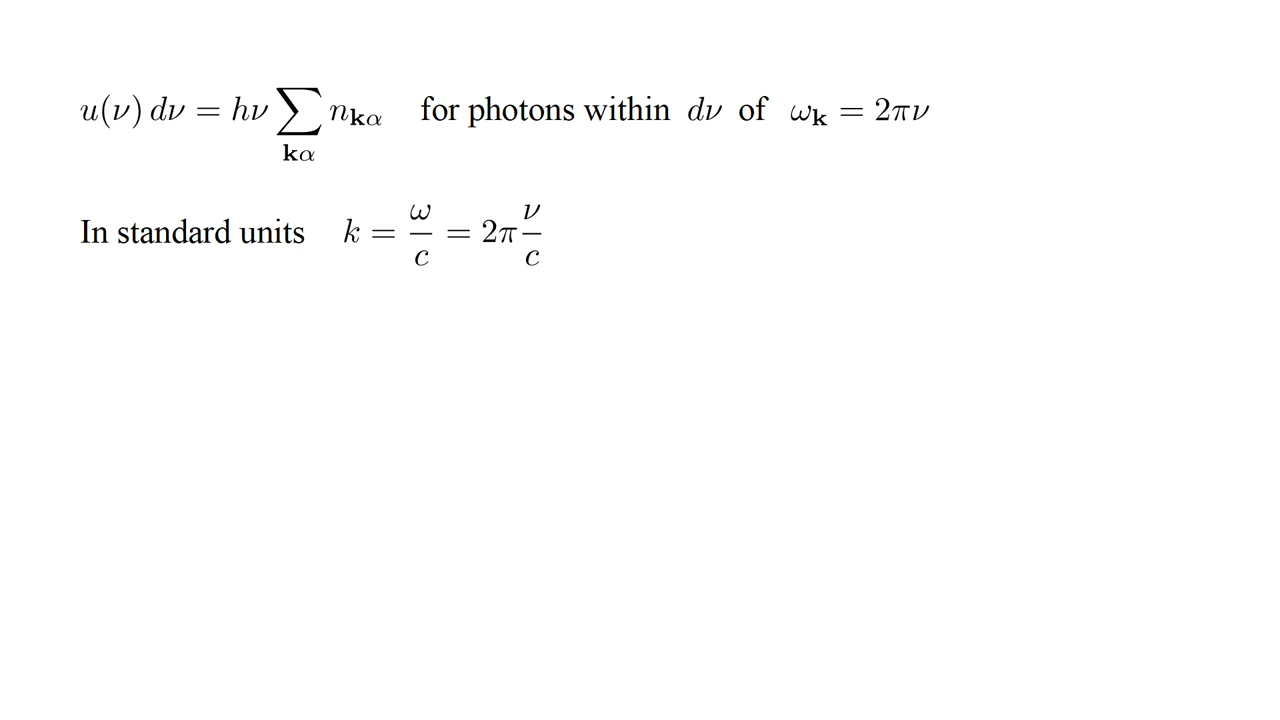 u(ν) dν = hν ∑_{𝐤α} n_{𝐤α} for photons within dν of ω_𝐤 = 2πν
In standard units k = ω/c = 2π ν/c